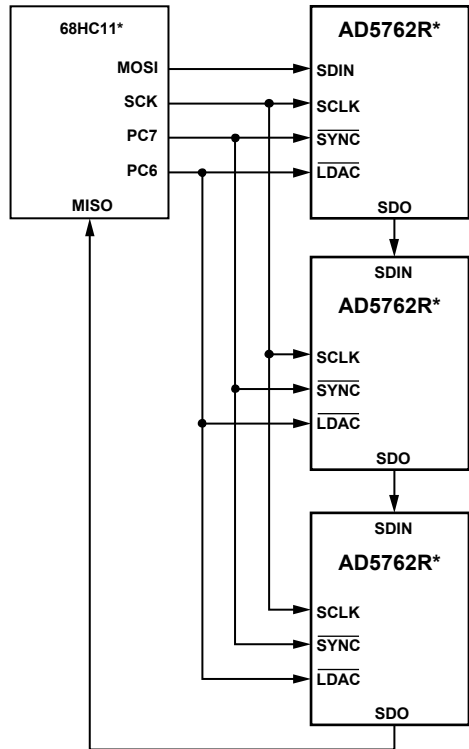 68HC11*
MOSI
SCK
PC7
PC6
MISO
AD5762R*
SDIN
SCLK
SYNC
LDAC
SDO
SDIN
AD5762R*
SCLK
SYNC
LDAC
SDO
SDIN
AD5762R*
SCLK
SYNC
LDAC
SDO